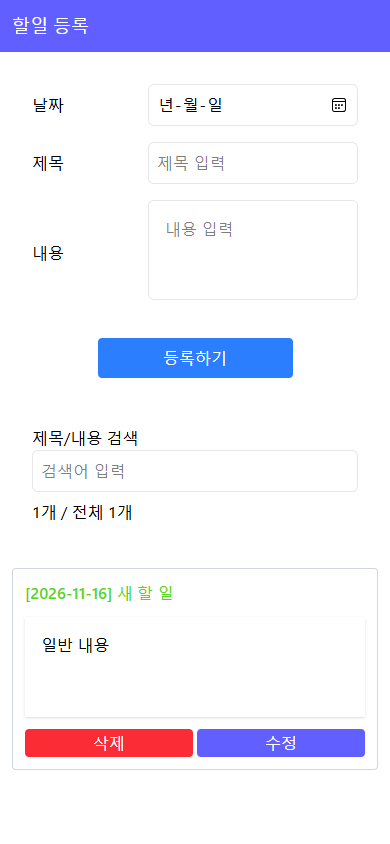 할일 등록
날짜
년-월-일
제목
제목 입력
내용
내용 입력
등록하기
제목/내용 검색
검색어 입력
1개 / 전체 1개
[2026-11-16] 새 할 일
일반 내용
삭제
수정